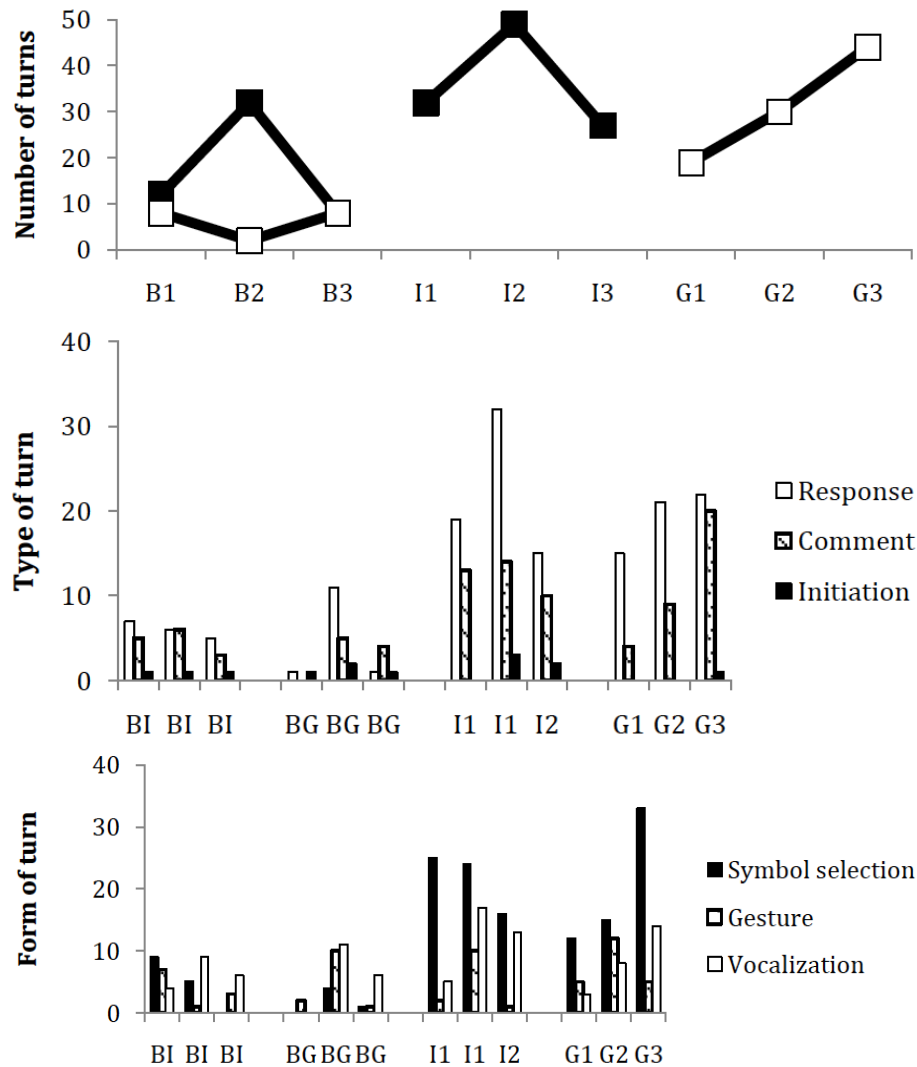 Number of turns
50
40
30
20
10
0
B1 B2 B3 I1 I2 I3 G1 G2 G3
Type of turn
40
30
20
10
0
Response
Comment
Initiation
BI BI BI BG BG BG I1 I1 I2 G1 G2 G3
Form of turn
40
30
20
10
0
Symbol selection
Gesture
Vocalization
BI BI BI BG BG BG I1 I1 I2 G1 G2 G3